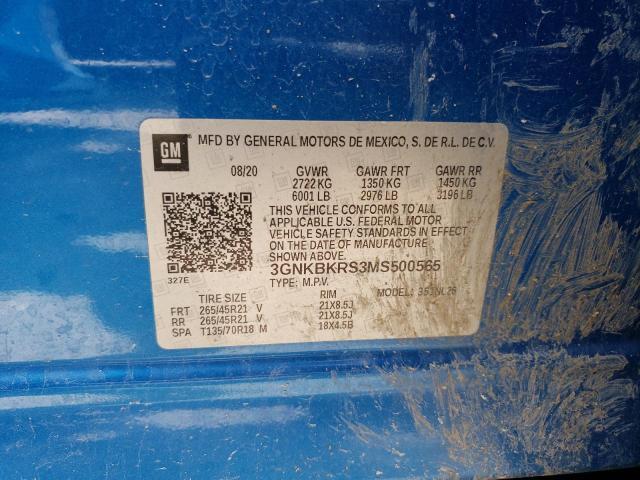 GM MFD BY GENERAL MOTORS DE MEXICO, S. DE R.L. DE C.V.
08/20 GVWR GAWR FRT GAWR RR
2722 KG 1350 KG 1450 KG
6001 LB 2976 LB 3196 LB
THIS VEHICLE CONFORMS TO ALL
APPLICABLE U.S. FEDERAL MOTOR
VEHICLE SAFETY STANDARDS IN
EFFECT ON THE DATE OF MANUFACTURE
SHOWN ABOVE.
327E
3GNKBKRS3MS500565
TYPE: M.P.V. MODEL:
TIRE SIZE RIM
FRT 265/45R21 V 21X8.5J
RR 265/45R21 V 21X8.5J
SPA T135/70R18 M 18X4.5B